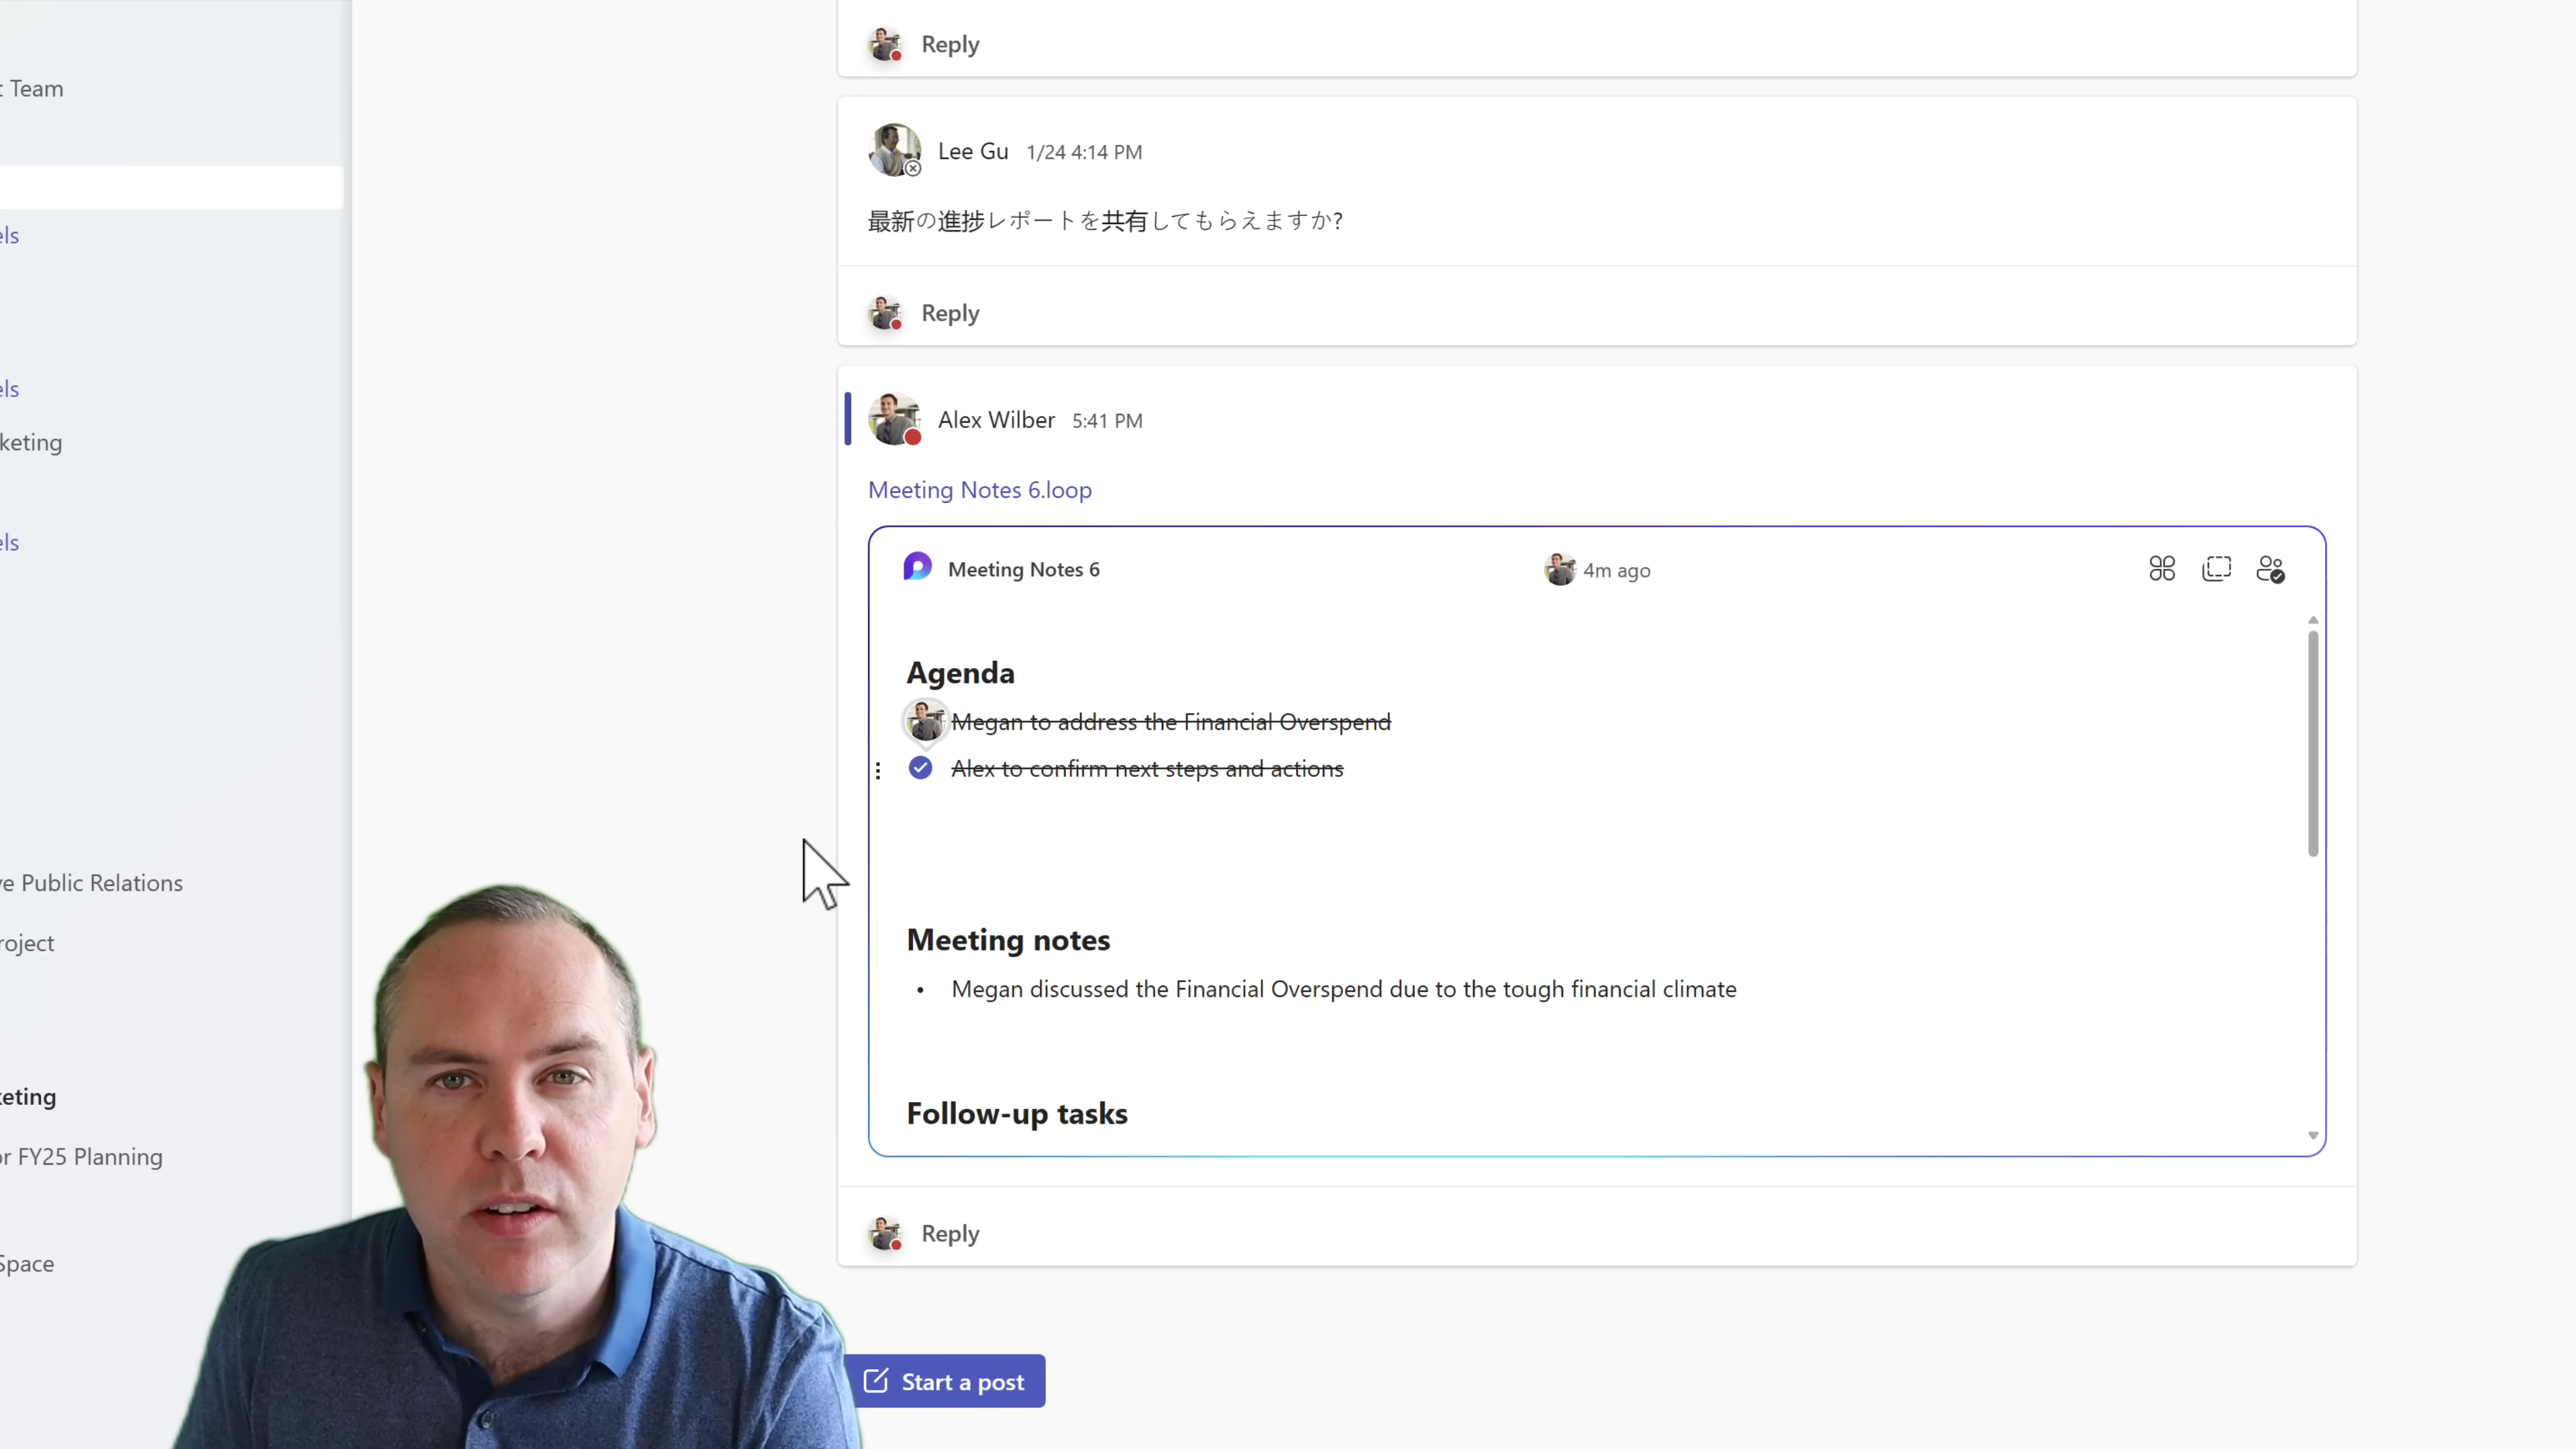 t Team
els
els
keting
els
ve Public Relations
roject
keting
or FY25 Planning
Space
Reply
Lee Gu 1/24 4:14 PM
最新の進捗レポートを共有してもらえますか?
Reply
Alex Wilber 5:41 PM
Meeting Notes 6.loop
Meeting Notes 6
4m ago
Agenda
Megan to address the Financial Overspend
Alex to confirm next steps and actions
Meeting notes
• Megan discussed the Financial Overspend due to the tough financial climate
Follow-up tasks
Reply
Start a post